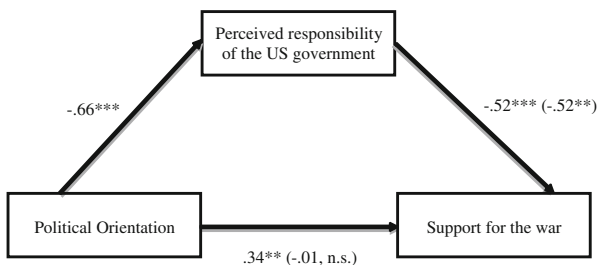 Perceived responsibility
of the US government
-.66***
-.52*** (-.52**)
Political Orientation
Support for the war
.34** (-.01, n.s.)